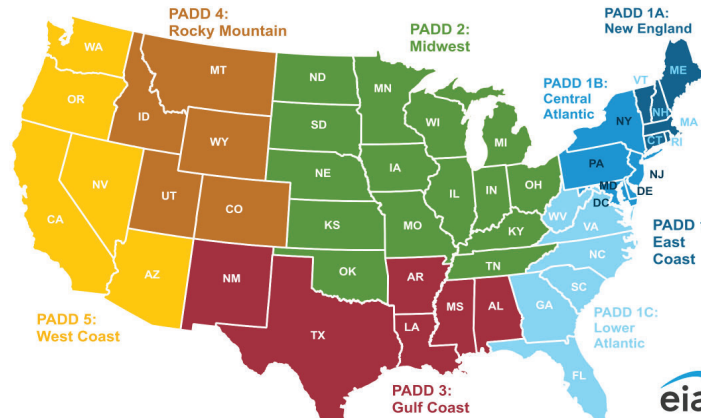 PADD 4:
Rocky Mountain
PADD 2:
Midwest
PADD 1A:
New England
WA
MT
ND
MN
VT
ME
PADD 1B:
Central
Atlantic
OR
ID
SD
WI
MI
NY
NH
MA
CT
RI
WY
NE
IA
PA
NJ
NV
UT
CO
IL
IN
OH
MD
DE
DC
CA
KS
MO
KY
WV
VA
PADD 1
East
Coast
AZ
NM
OK
AR
TN
NC
SC
PADD 5:
West Coast
TX
LA
MS
AL
GA
PADD 1C:
Lower
Atlantic
FL
PADD 3:
Gulf Coast
eia